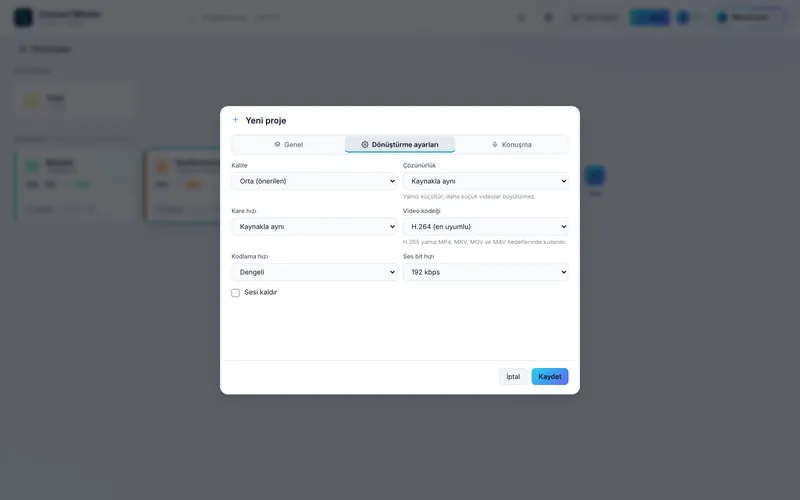 Yeni proje
Genel
Dönüştürme ayarları
Konuşma
Kalite
Çözünürlük
Orta (önerilen)
Kaynakla aynı
Yalnız küçültür; daha küçük videolar büyütülmez.
Kare hızı
Video kodeği
Kaynakla aynı
H.264 (en uyumlu)
H.265 yalnız MP4, MKV, MOV ve M4V hedeflerinde kullanılır.
Kodlama hızı
Ses bit hızı
Dengeli
192 kbps
Sesi kaldır
İptal
Kaydet